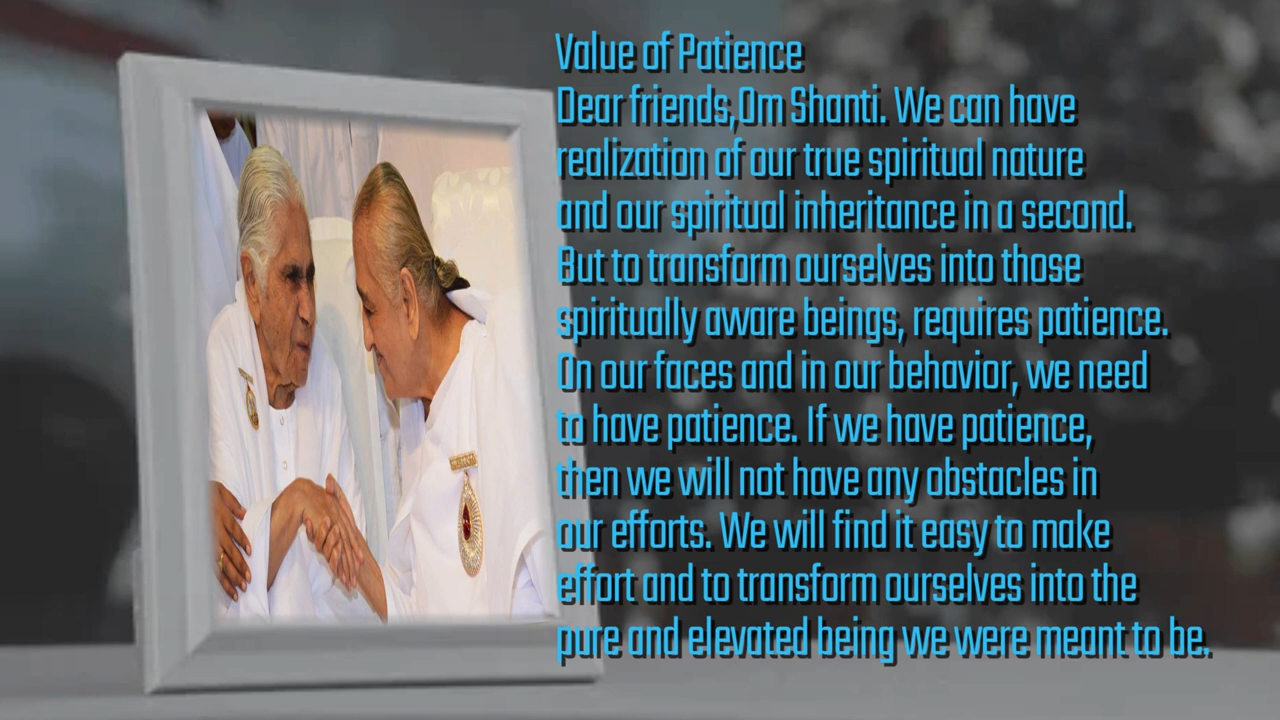 Value of Patience
Dear friends,Om Shanti. We can have
realization of our true spiritual nature
and our spiritual inheritance in a second.
But to transform ourselves into those
spiritually aware beings, requires patience.
On our faces and in our behavior, we need
to have patience. If we have patience,
then we will not have any obstacles in
our efforts. We will find it easy to make
effort and to transform ourselves into the
pure and elevated being we were meant to be.